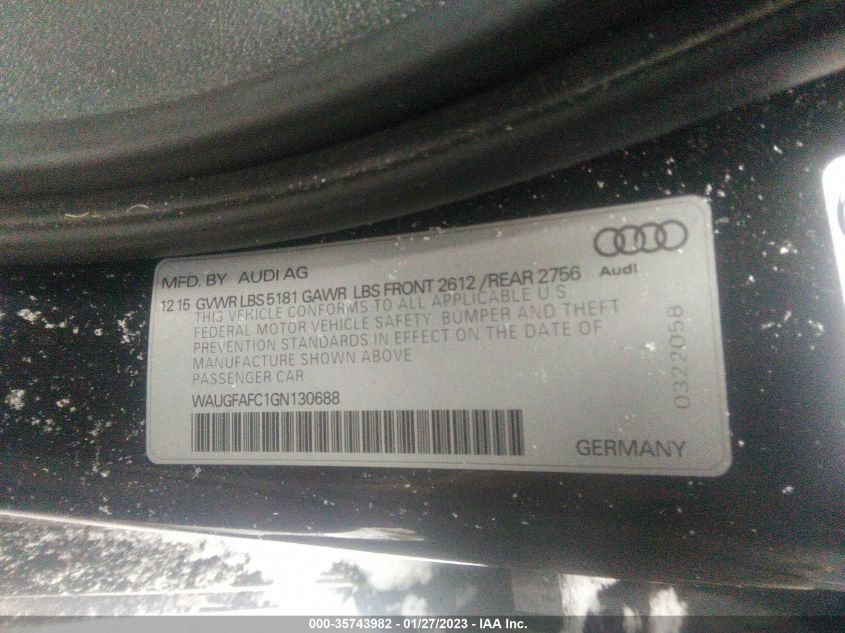 MFD. BY AUDI AG
Audi
12 15 GVWR LBS 5181 GAWR LBS FRONT 2612 / REAR 2756
THIS VEHICLE CONFORMS TO ALL APPLICABLE U S
FEDERAL MOTOR VEHICLE SAFETY, BUMPER AND THEFT
PREVENTION STANDARDS IN EFFECT ON THE DATE OF
MANUFACTURE SHOWN ABOVE
PASSENGER CAR
WAUGFAFC1GN130688
0322058
GERMANY
000-35743982 - 01/27/2023 - IAA Inc.